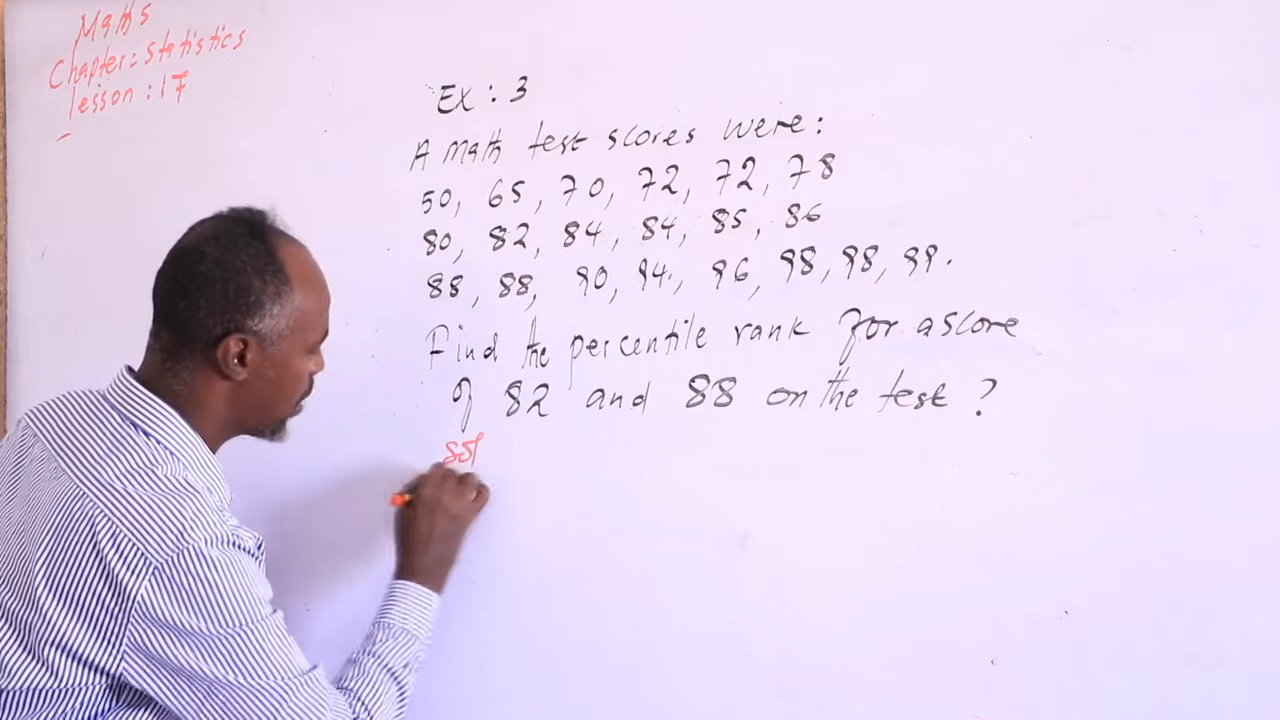 Maths
Chapter: Statistics
lesson : 17
Ex : 3
A math test scores were:
50, 65, 70, 72, 72, 78
80, 82, 84, 84, 85, 86
88, 88, 90, 94, 96, 98, 98, 99.
Find the percentile rank for a score
of 82 and 88 on the test ?
sol